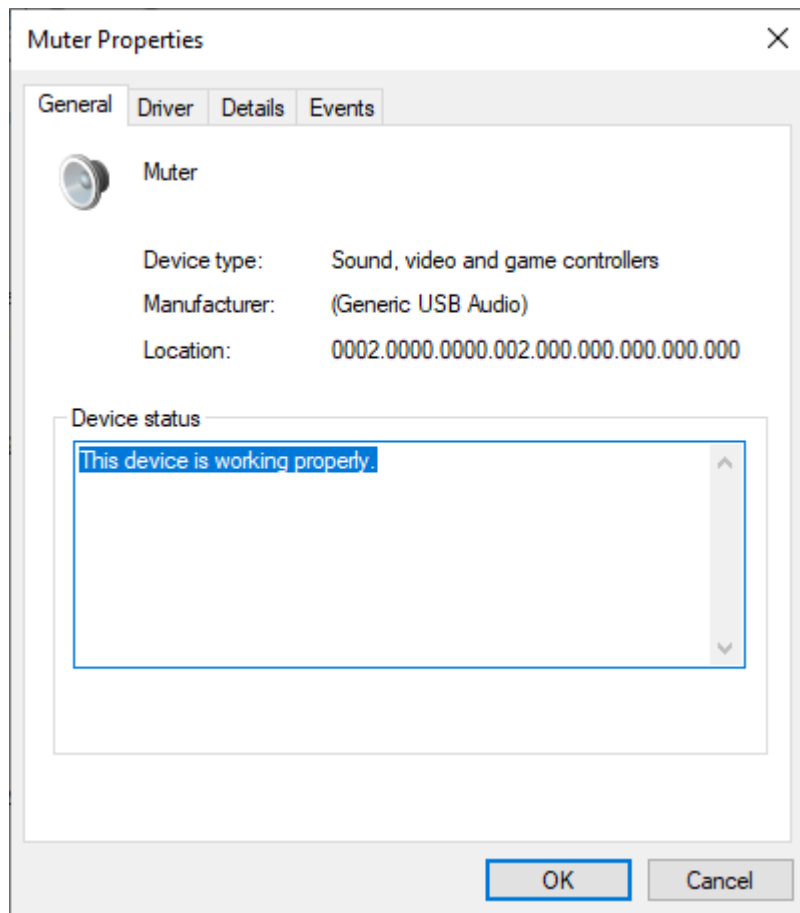 Muter Properties
General Driver Details Events
Muter
Device type: Sound, video and game controllers
Manufacturer: (Generic USB Audio)
Location: 0002.0000.0000.002.000.000.000.000.000
Device status
This device is working properly.
OK Cancel